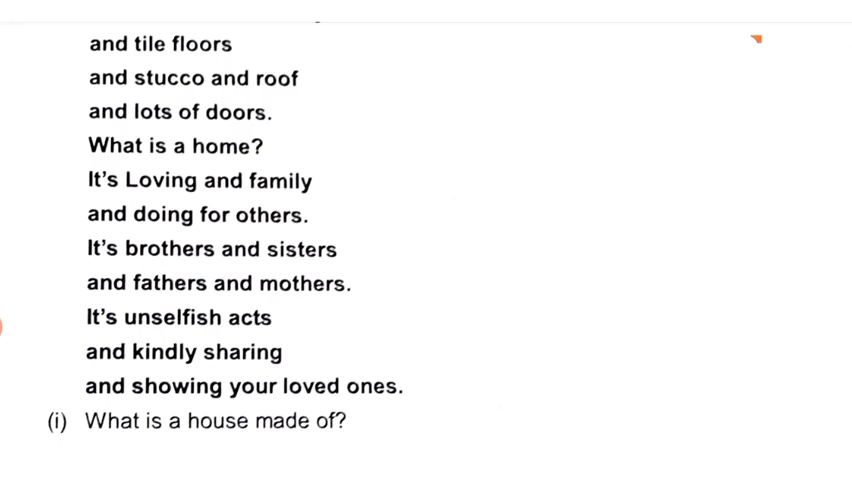 and tile floors
and stucco and roof
and lots of doors.
What is a home?
It's Loving and family
and doing for others.
It's brothers and sisters
and fathers and mothers.
It's unselfish acts
and kindly sharing
and showing your loved ones.
(i) What is a house made of?